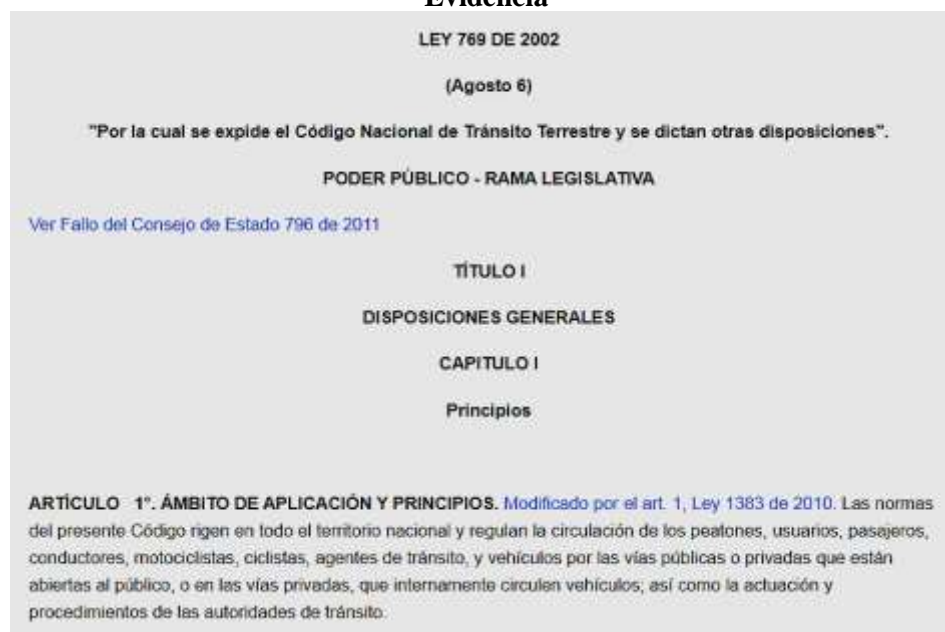 Evidencia
LEY 769 DE 2002
(Agosto 6)
"Por la cual se expide el Código Nacional de Tránsito Terrestre y se dictan otras disposiciones".
PODER PÚBLICO - RAMA LEGISLATIVA
Ver Fallo del Consejo de Estado 796 de 2011
TÍTULO I
DISPOSICIONES GENERALES
CAPITULO I
Principios
ARTÍCULO 1°. ÁMBITO DE APLICACIÓN Y PRINCIPIOS. Modificado por el art. 1, Ley 1383 de 2010. Las normas
del presente Código rigen en todo el territorio nacional y regulan la circulación de los peatones, usuarios, pasajeros,
conductores, motociclistas, ciclistas, agentes de tránsito, y vehículos por las vías públicas o privadas que están
abiertas al público, o en las vías privadas, que internamente circulen vehículos; así como la actuación y
procedimientos de las autoridades de tránsito.